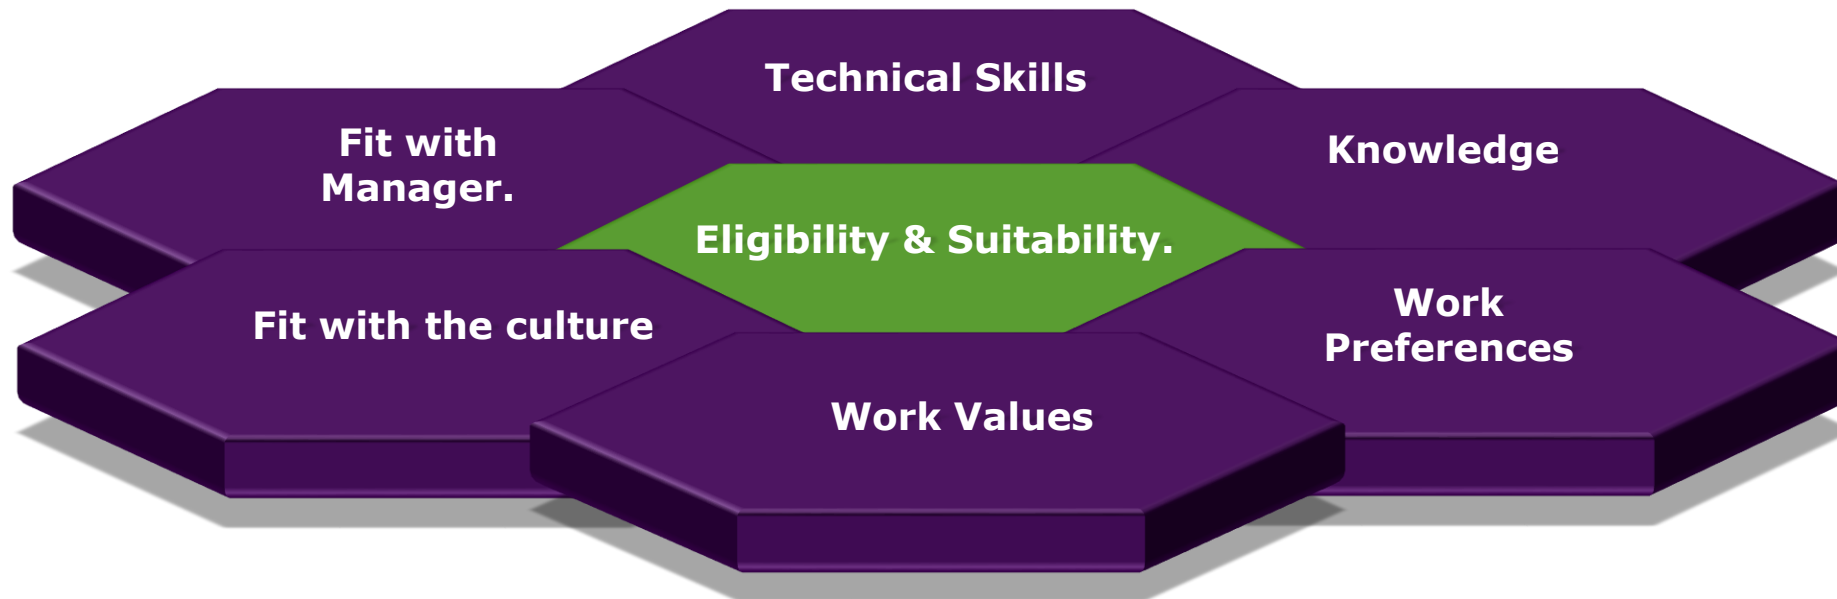 Technical Skills
Fit with
Manager.
Knowledge
Eligibility & Suitability.
Fit with the culture
Work
Preferences
Work Values